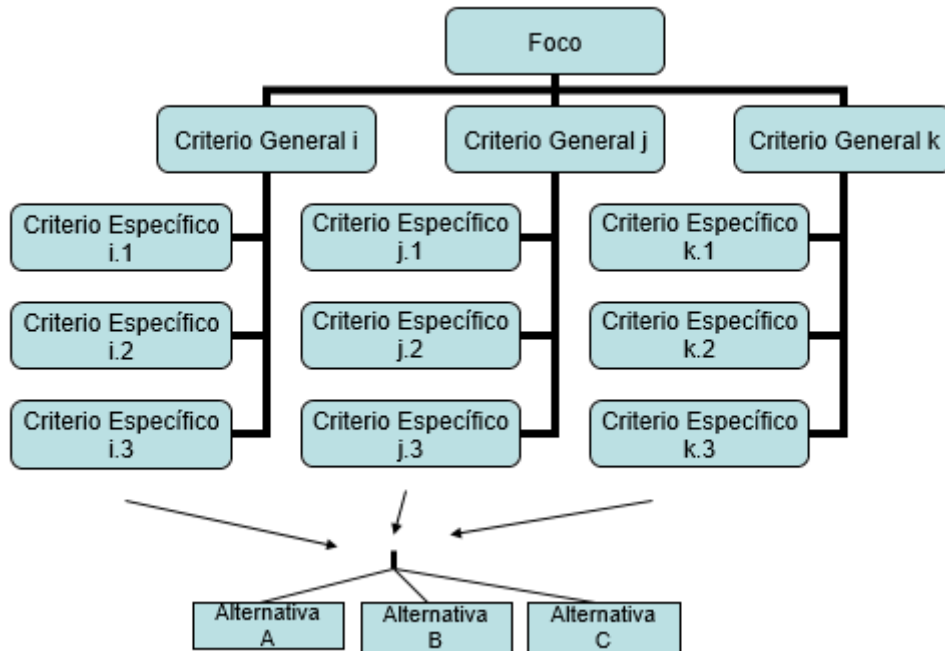 Foco
Criterio General i
Criterio General j
Criterio General k
Criterio Específico
i.1
Criterio Específico
j.1
Criterio Específico
k.1
Criterio Específico
i.2
Criterio Específico
j.2
Criterio Específico
k.2
Criterio Específico
i.3
Criterio Específico
j.3
Criterio Específico
k.3
Alternativa
A
Alternativa
B
Alternativa
C